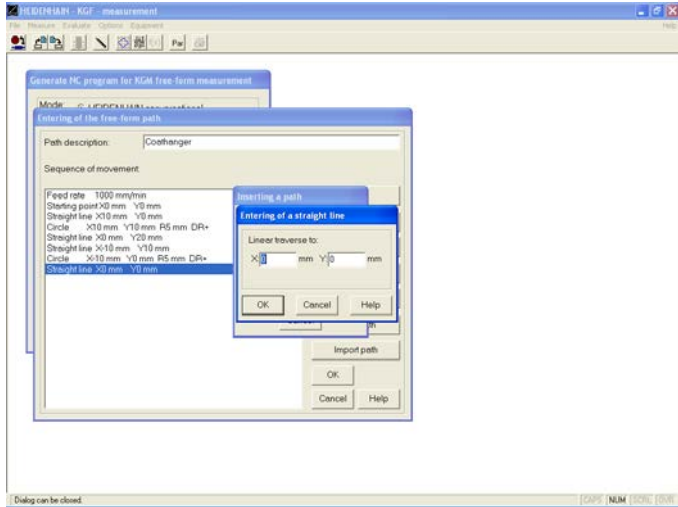 HEIDENHAIN - KGF - measurement
File Measure Evaluate Options Equipment Help
Par
Generate NC program for KGM free-form measurement
Mode:
Entering of the free-form path
Path description: Coathanger
Sequence of movement:
Feed rate 1000 mm/min
Starting point X0 mm Y0 mm
Straight line X10 mm Y0 mm
Circle X10 mm Y10 mm R5 mm DR+
Straight line X0 mm Y20 mm
Straight line X-10 mm Y10 mm
Circle X-10 mm Y0 mm R5 mm DR+
Straight line X0 mm Y0 mm
Inserting a path
Entering of a straight line
Linear traverse to:
X: 0 mm Y: 0 mm
OK Cancel Help
Import path
OK
Cancel Help
Dialog can be closed.
CAPS NUM SCRL OVR